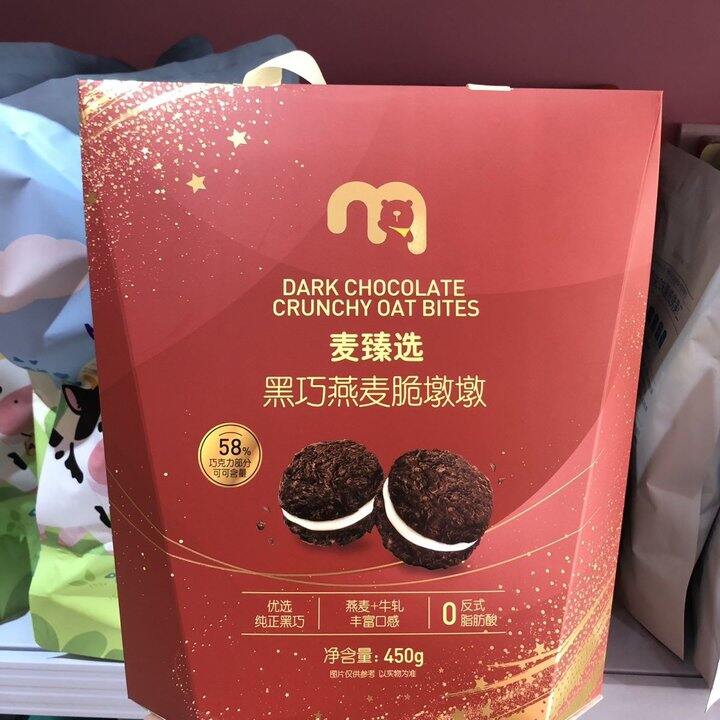 DARK CHOCOLATE
CRUNCHY OAT BITES
麦臻选
黑巧燕麦脆墩墩
58%
巧克力部分
可可含量
优选
纯正黑巧
燕麦+牛轧
丰富口感
0 反式
脂肪酸
净含量: 450g
图片仅供参考 以实物为准